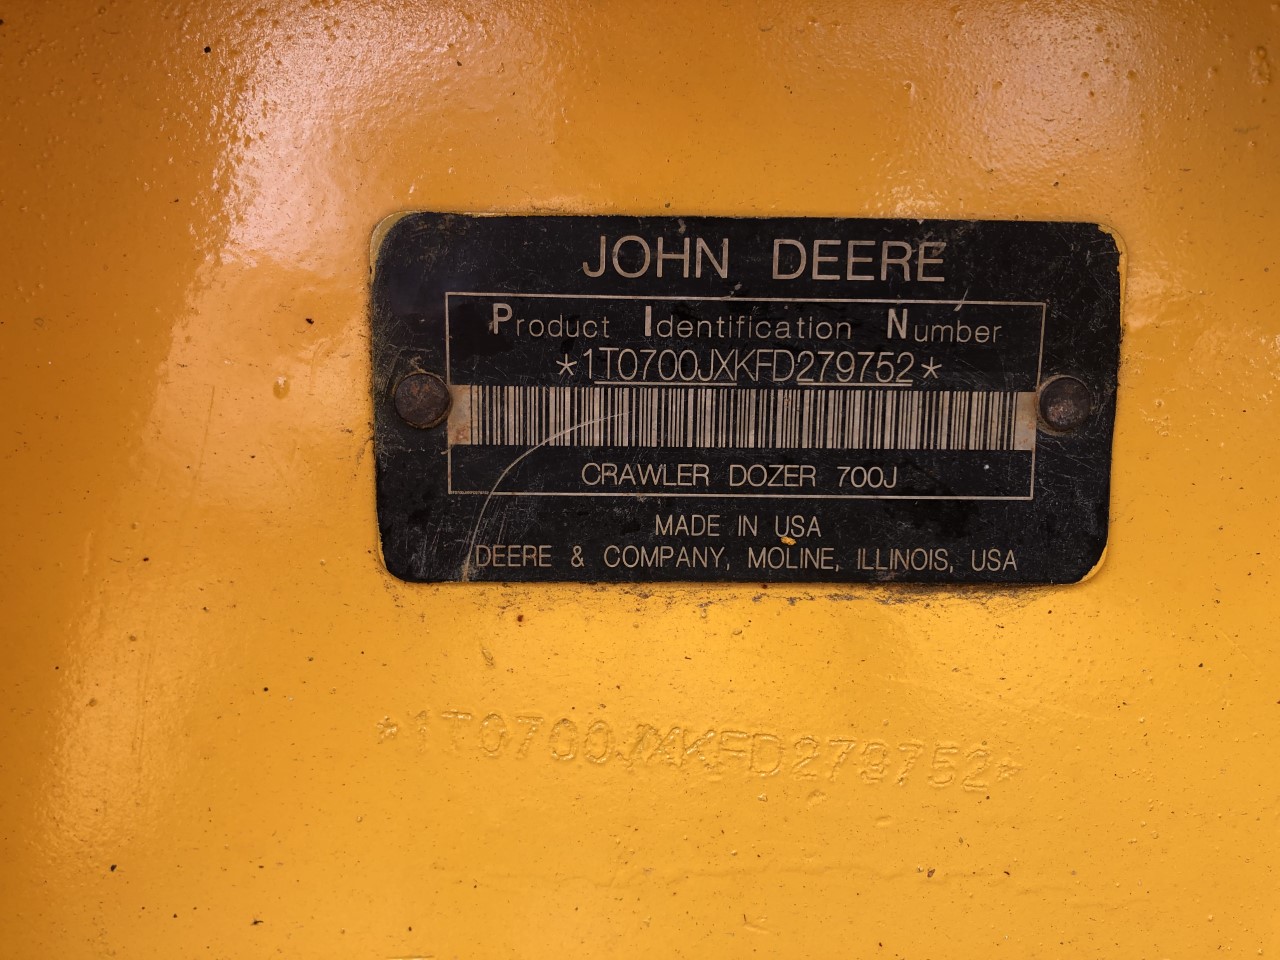 JOHN DEERE
Product Identification Number
*1T0700JXKFD279752*
CRAWLER DOZER 700J
MADE IN USA
DEERE & COMPANY, MOLINE, ILLINOIS, USA
*1T0700JXKFD279752*